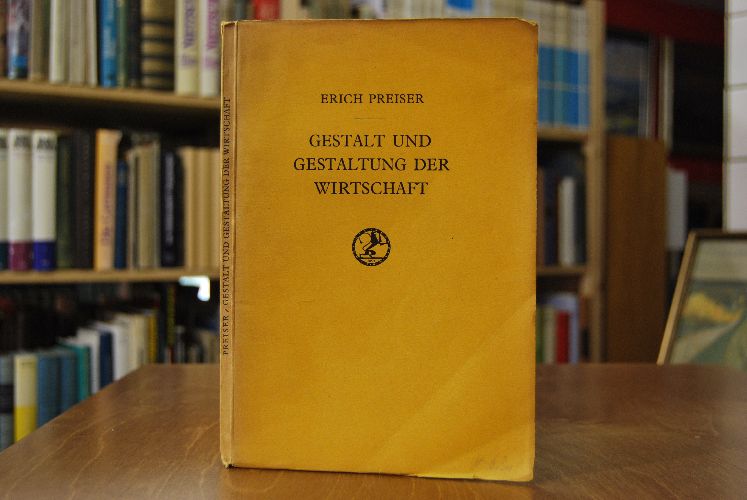 ERICH PREISER
GESTALT UND
GESTALTUNG DER
WIRTSCHAFT
PREISER / GESTALT UND GESTALTUNG DER WIRTSCHAFT